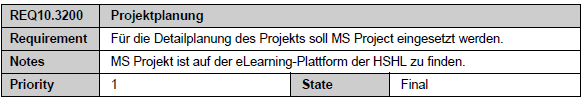 REQ10.3200 Projektplanung
Requirement Für die Detailplanung des Projekts soll MS Project eingesetzt werden.
Notes MS Projekt ist auf der eLearning-Plattform der HSHL zu finden.
Priority 1 State Final